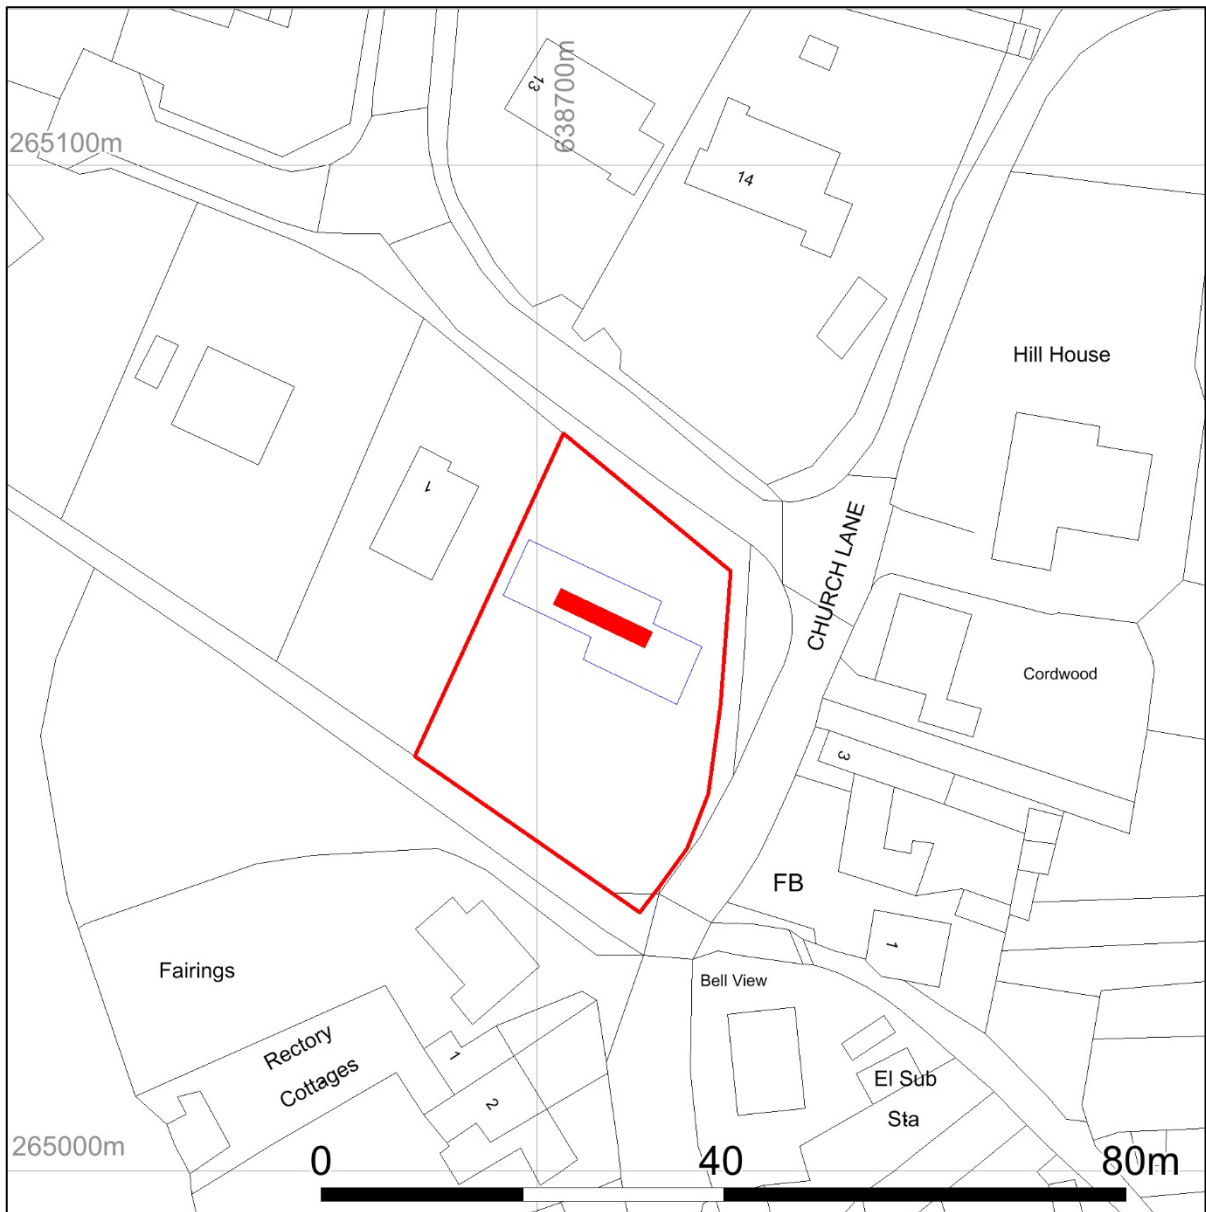 638700m
13
265100m
14
Hill House
1
CHURCH LANE
Cordwood
3
FB
1
Fairings
Bell View
Rectory
Cottages
1
2
El Sub
Sta
265000m
0 40 80m